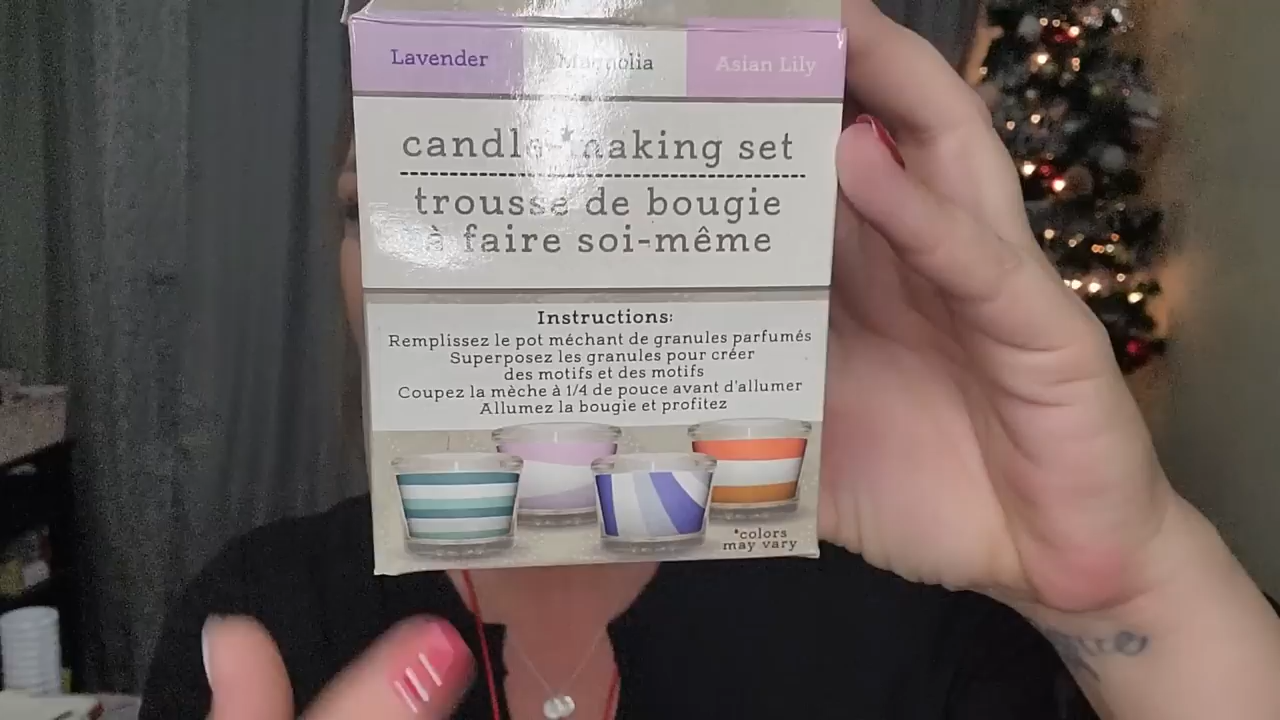 Lavender
Magnolia
Asian Lily
candle-making set
trousse de bougie
à faire soi-même
Instructions:
Remplissez le pot méchant de granules parfumés
Superposez les granules pour créer
des motifs et des motifs
Coupez la mèche à 1/4 de pouce avant d'allumer
Allumez la bougie et profitez
*colors
may vary